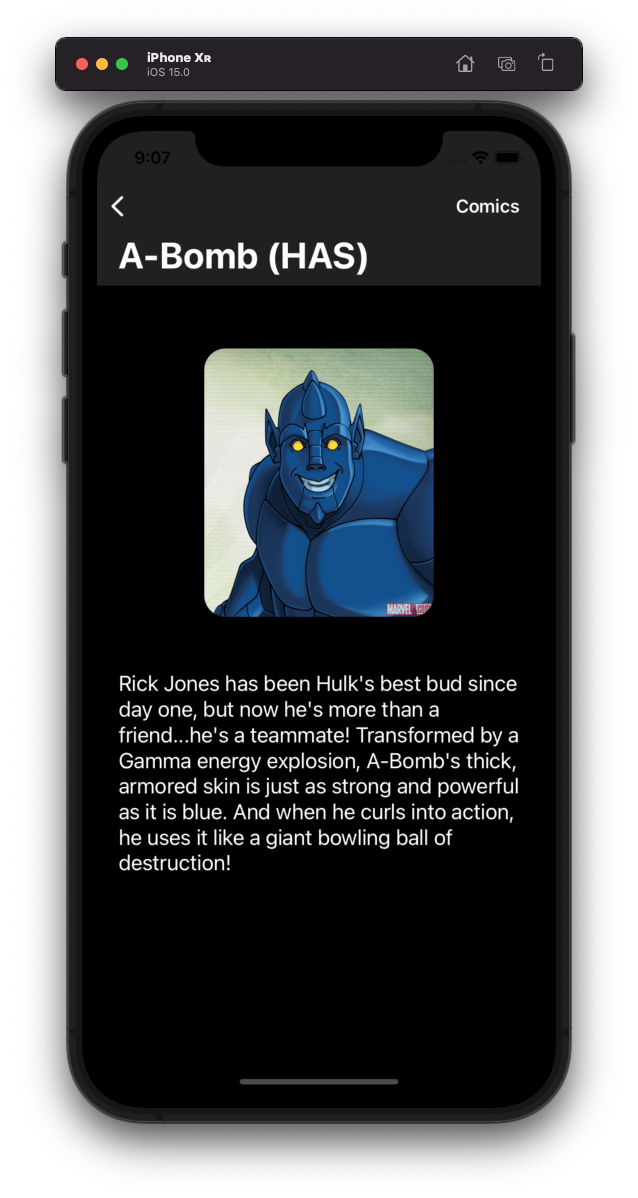 iPhone XR
iOS 15.0
9:07
Comics
A-Bomb (HAS)
MARVEL
Rick Jones has been Hulk's best bud since
day one, but now he's more than a
friend...he's a teammate! Transformed by a
Gamma energy explosion, A-Bomb's thick,
armored skin is just as strong and powerful
as it is blue. And when he curls into action,
he uses it like a giant bowling ball of
destruction!